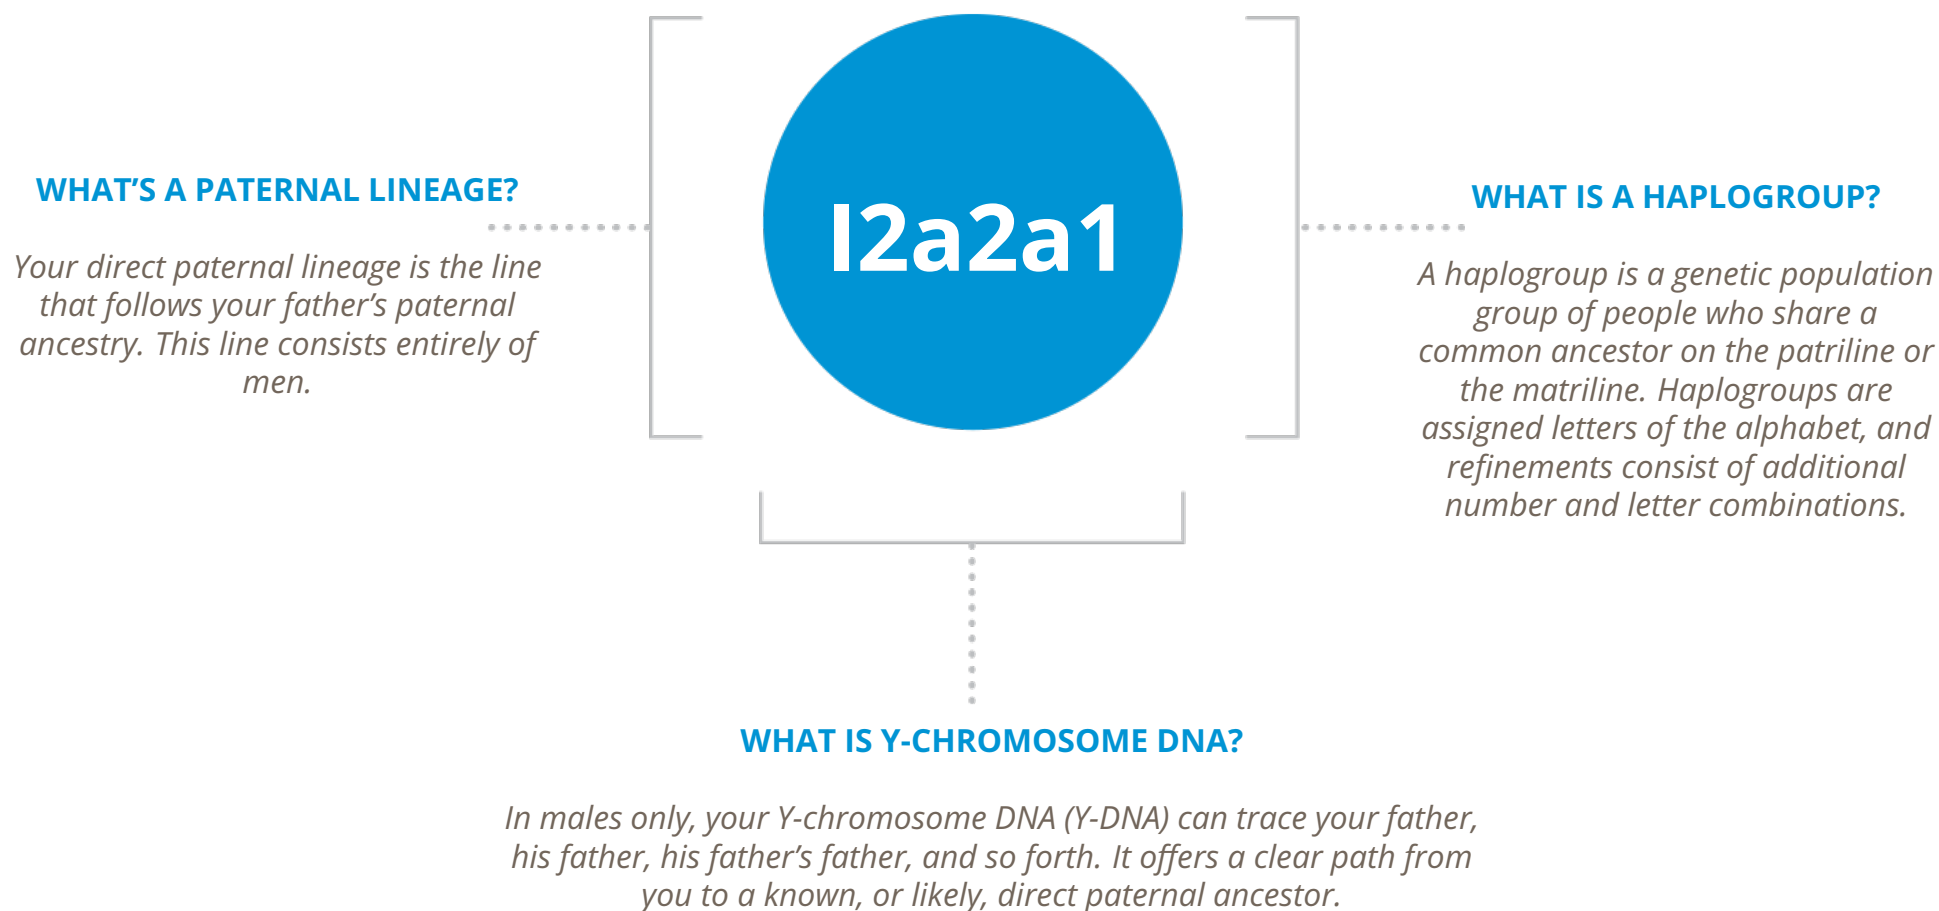 I2a2a1
WHAT’S A PATERNAL LINEAGE?
Your direct paternal lineage is the line
that follows your father’s paternal
ancestry. This line consists entirely of
men.
WHAT IS A HAPLOGROUP?
A haplogroup is a genetic population
group of people who share a
common ancestor on the patriline or
the matriline. Haplogroups are
assigned letters of the alphabet, and
refinements consist of additional
number and letter combinations.
WHAT IS Y-CHROMOSOME DNA?
In males only, your Y-chromosome DNA (Y-DNA) can trace your father,
his father, his father’s father, and so forth. It offers a clear path from
you to a known, or likely, direct paternal ancestor.